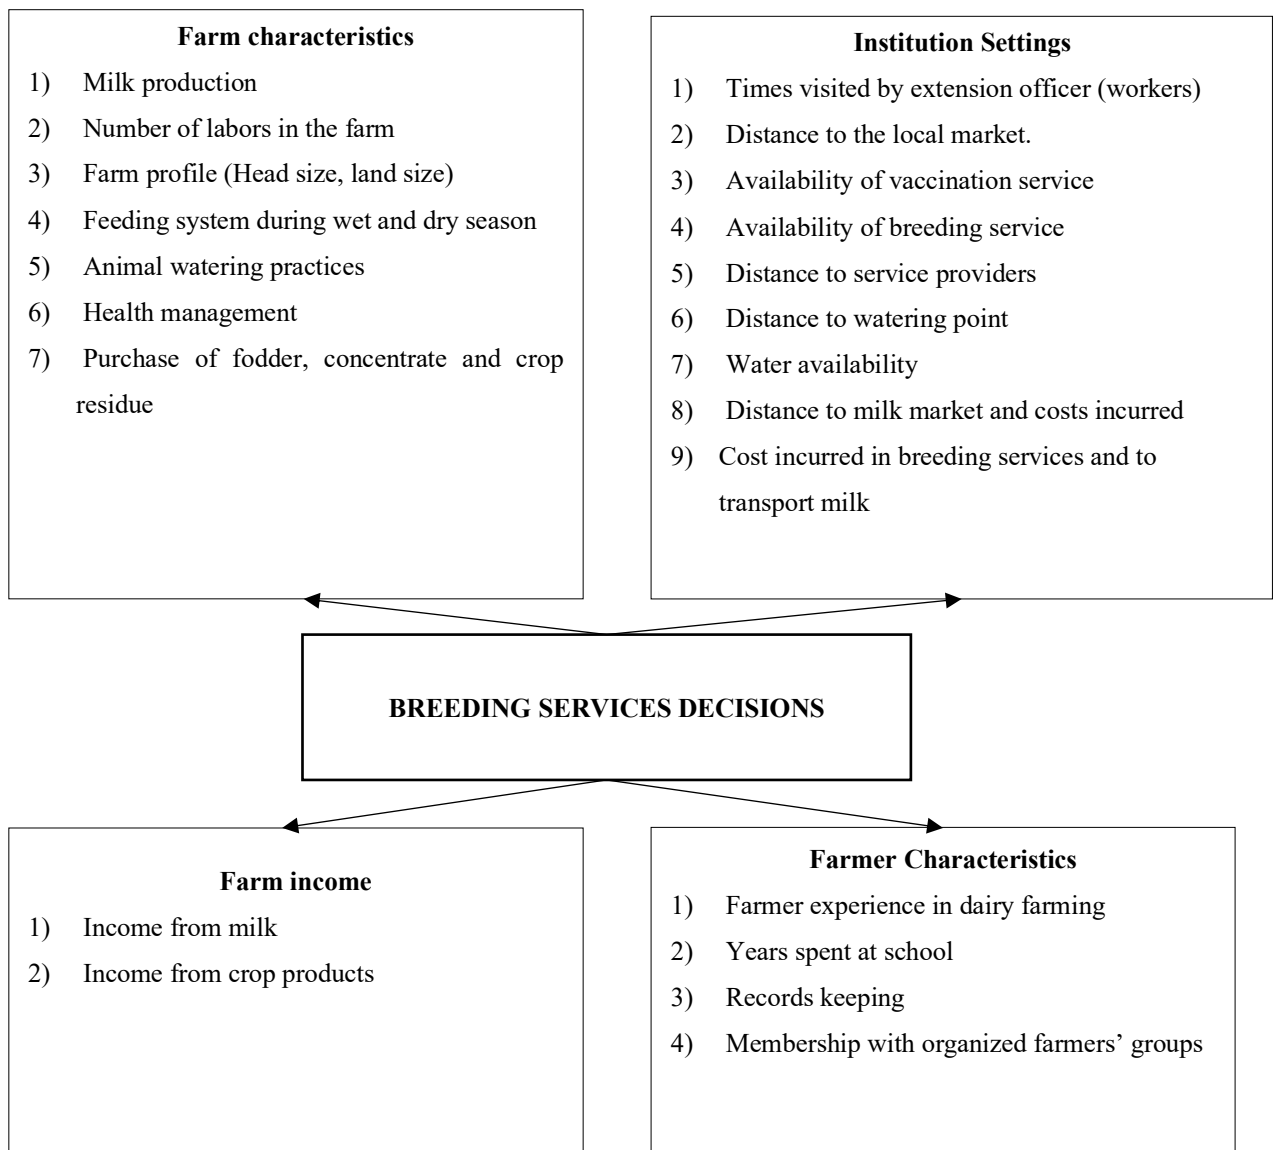 Farm characteristics
1) Milk production
2) Number of labors in the farm
3) Farm profile (Head size, land size)
4) Feeding system during wet and dry season
5) Animal watering practices
6) Health management
7) Purchase of fodder, concentrate and crop
residue
Institution Settings
1) Times visited by extension officer (workers)
2) Distance to the local market.
3) Availability of vaccination service
4) Availability of breeding service
5) Distance to service providers
6) Distance to watering point
7) Water availability
8) Distance to milk market and costs incurred
9) Cost incurred in breeding services and to
transport milk
BREEDING SERVICES DECISIONS
Farm income
1) Income from milk
2) Income from crop products
Farmer Characteristics
1) Farmer experience in dairy farming
2) Years spent at school
3) Records keeping
4) Membership with organized farmers’ groups